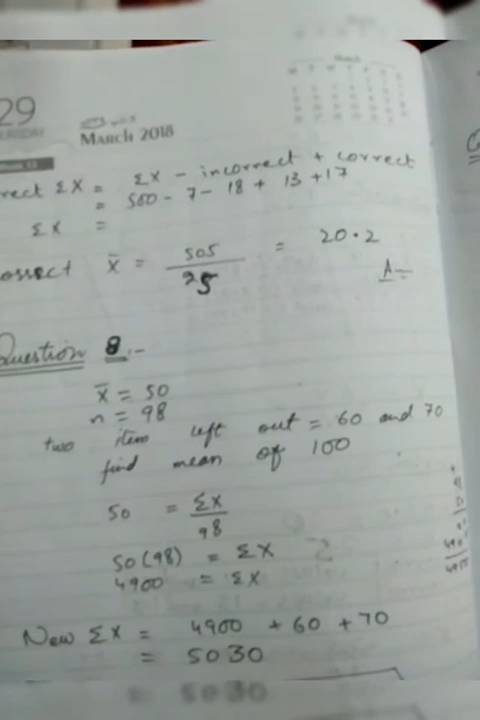 29
MARCH 2018
rrect ΣX = ΣX - incorrect + correct
= 500 - 7 - 18 + 13 + 17
ΣX =
orrect x̄ = 505/25 = 20.2
Question 8 :-
x̄ = 50
n = 98
two item left out = 60 and 70
find mean of 100
50 = ΣX/98
50(98) = ΣX
4900 = ΣX
New ΣX = 4900 + 60 + 70
= 5030